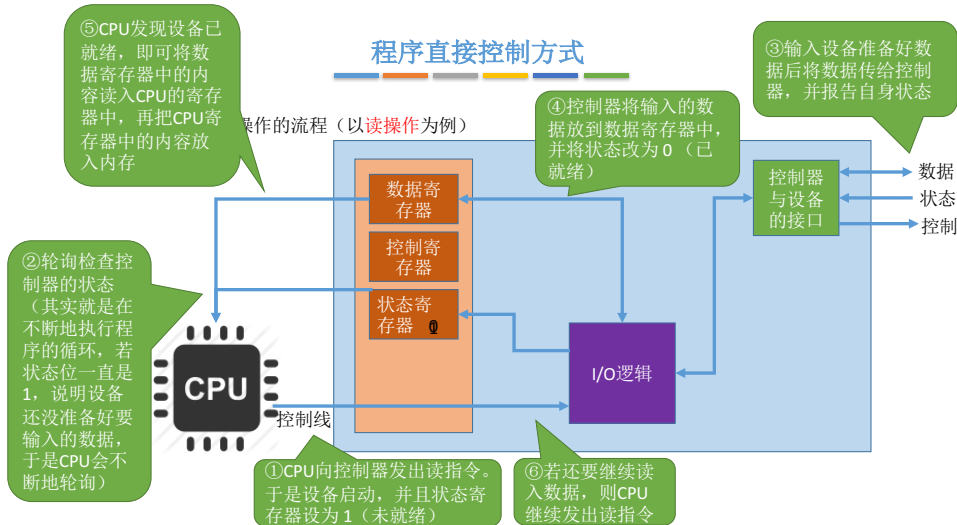 程序直接控制方式
⑤CPU发现设备已
就绪，即可将数
据寄存器中的内
容读入CPU的寄存
器中，再把CPU寄
存器中的内容放
入内存
操作的流程（以读操作为例）
③输入设备准备好数
据后将数据传给控制
器，并报告自身状态
④控制器将输入的数
据放到数据寄存器中，
并将状态改为 0 （已
就绪）
数据寄
存器
控制寄
存器
状态寄
存器
控制器
与设备
的接口
数据
状态
控制
②轮询检查控
制器的状态
（其实就是在
不断地执行程
序的循环，若
状态位一直是
1，说明设备
还没准备好要
输入的数据，
于是CPU会不
断地轮询）
CPU
I/O逻辑
控制线
①CPU向控制器发出读指令。
于是设备启动，并且状态寄
存器设为 1（未就绪）
⑥若还要继续读
入数据，则CPU
继续发出读指令